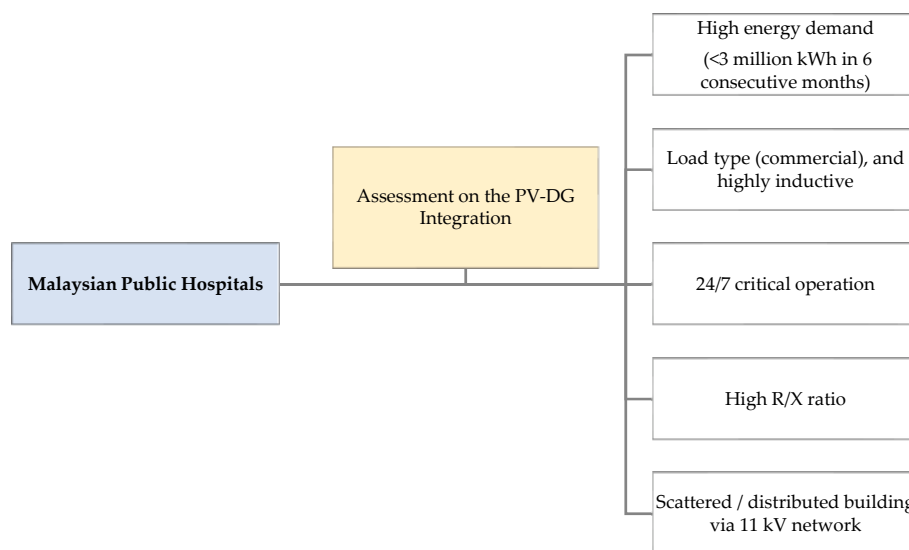 High energy demand
(<3 million kWh in 6
consecutive months)
Load type (commercial), and
highly inductive
Assessment on the PV-DG
Integration
Malaysian Public Hospitals
24/7 critical operation
High R/X ratio
Scattered / distributed building
via 11 kV network